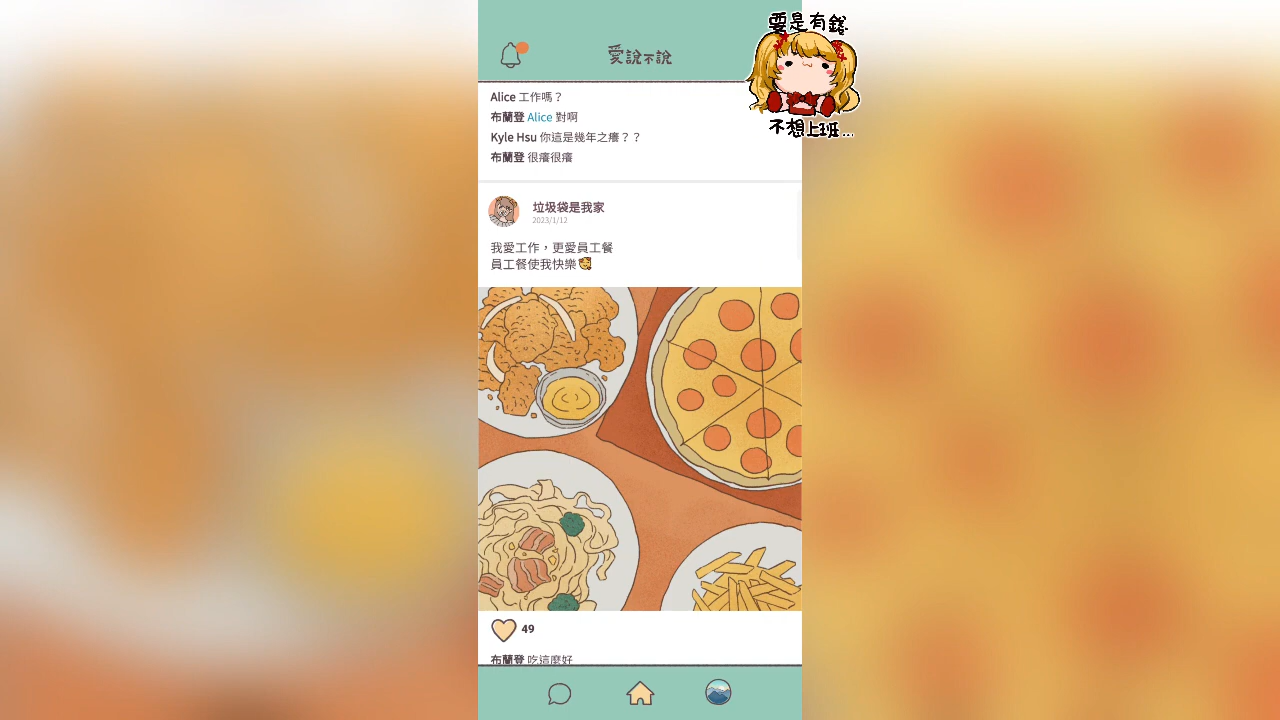 愛說不說
要是有錢
不想上班...
Alice 工作嗎？
布蘭登 Alice 對啊
Kyle Hsu 你這是幾年之癢？？
布蘭登 很癢很癢
垃圾袋是我家
2023/1/12
我愛工作，更愛員工餐
員工餐使我快樂🥰
49
布蘭登 吃這麼好